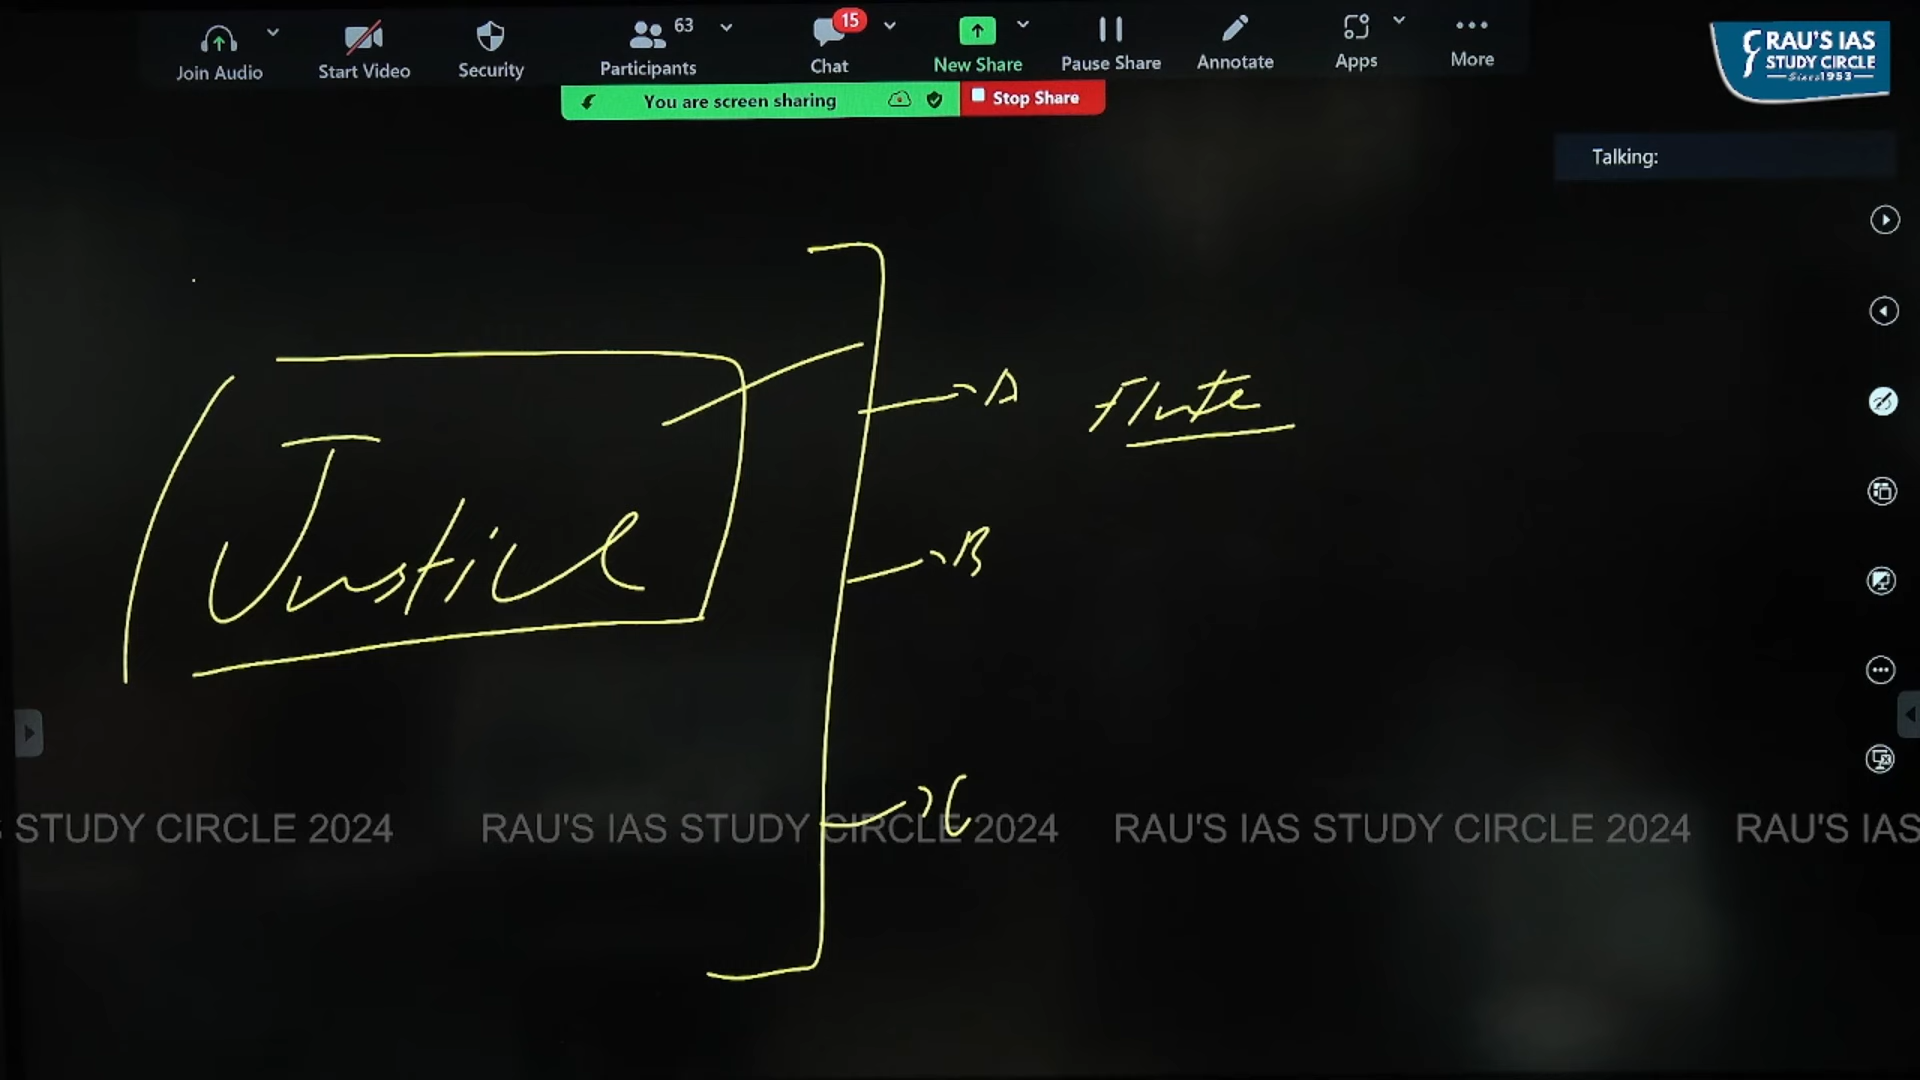 Join Audio
Start Video
Security
Participants
63
Chat
15
New Share
Pause Share
Annotate
Apps
More
RAU'S IAS
STUDY CIRCLE
Since 1953
You are screen sharing
Stop Share
Talking:
Justice
A Flute
B
C
S STUDY CIRCLE 2024 RAU'S IAS STUDY CIRCLE 2024 RAU'S IAS STUDY CIRCLE 2024 RAU'S IAS